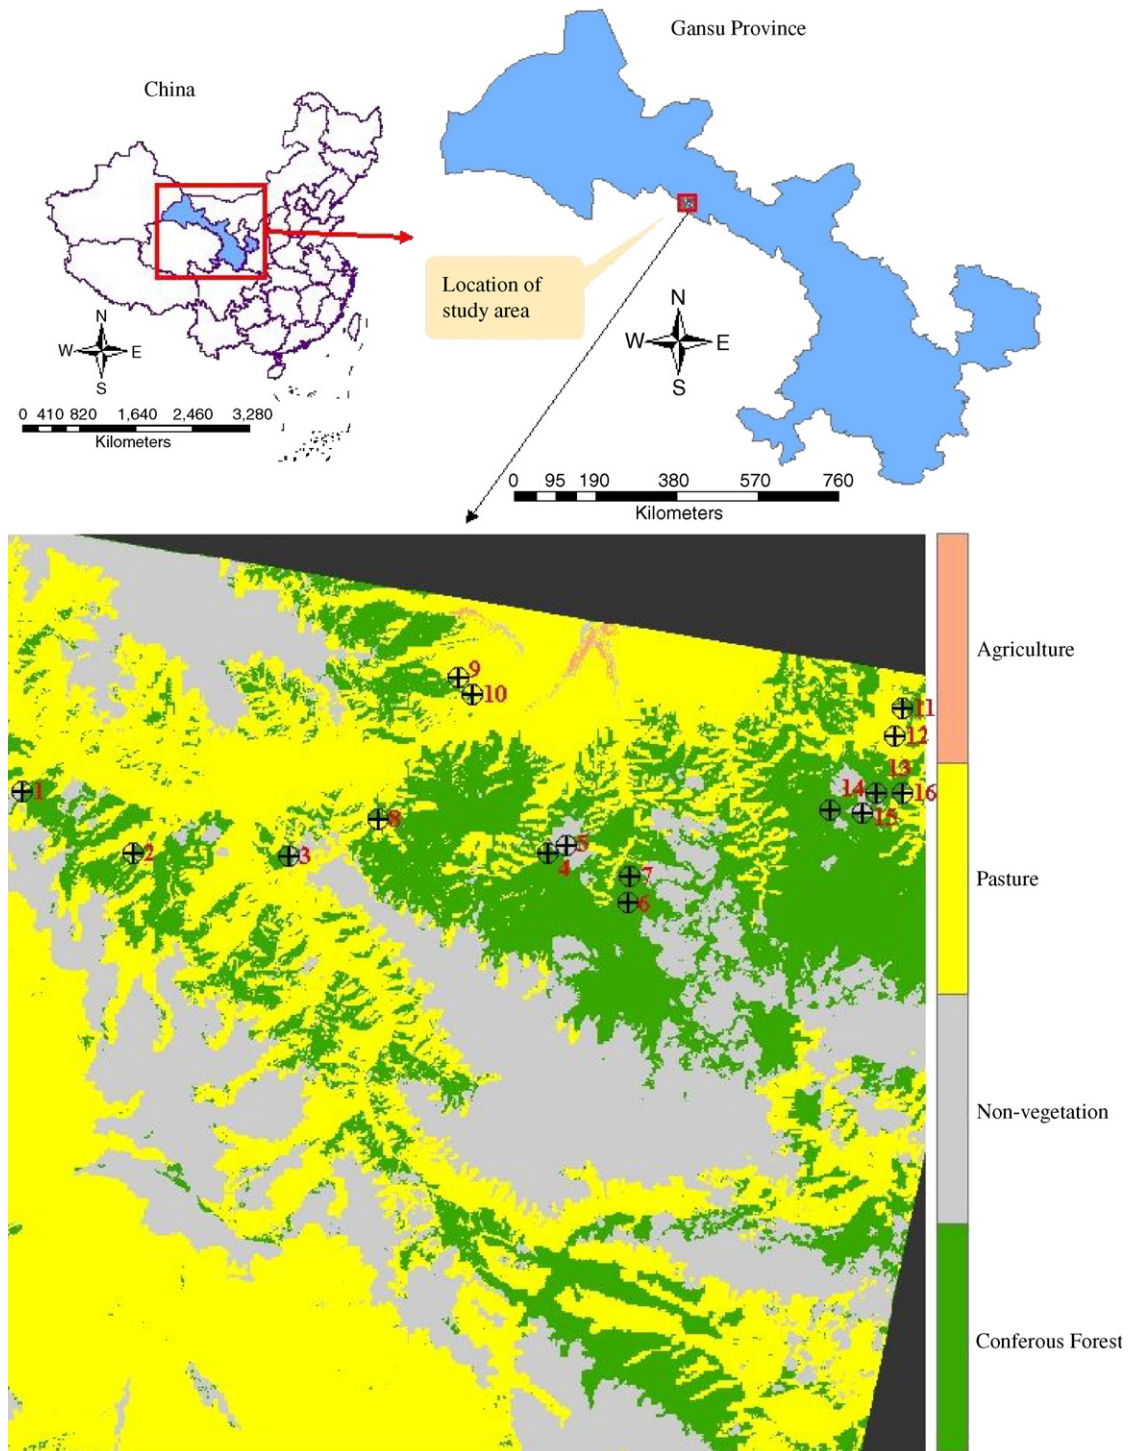 Gansu Province
China
Location of
study area
N
W E
S
N
W E
S
0 410 820 1,640 2,460 3,280
Kilometers
0 95 190 380 570 760
Kilometers
Agriculture
Pasture
Non-vegetation
Conferous Forest
9
10
11
12
13
1
14
16
8
15
2
3
5
4
7
6